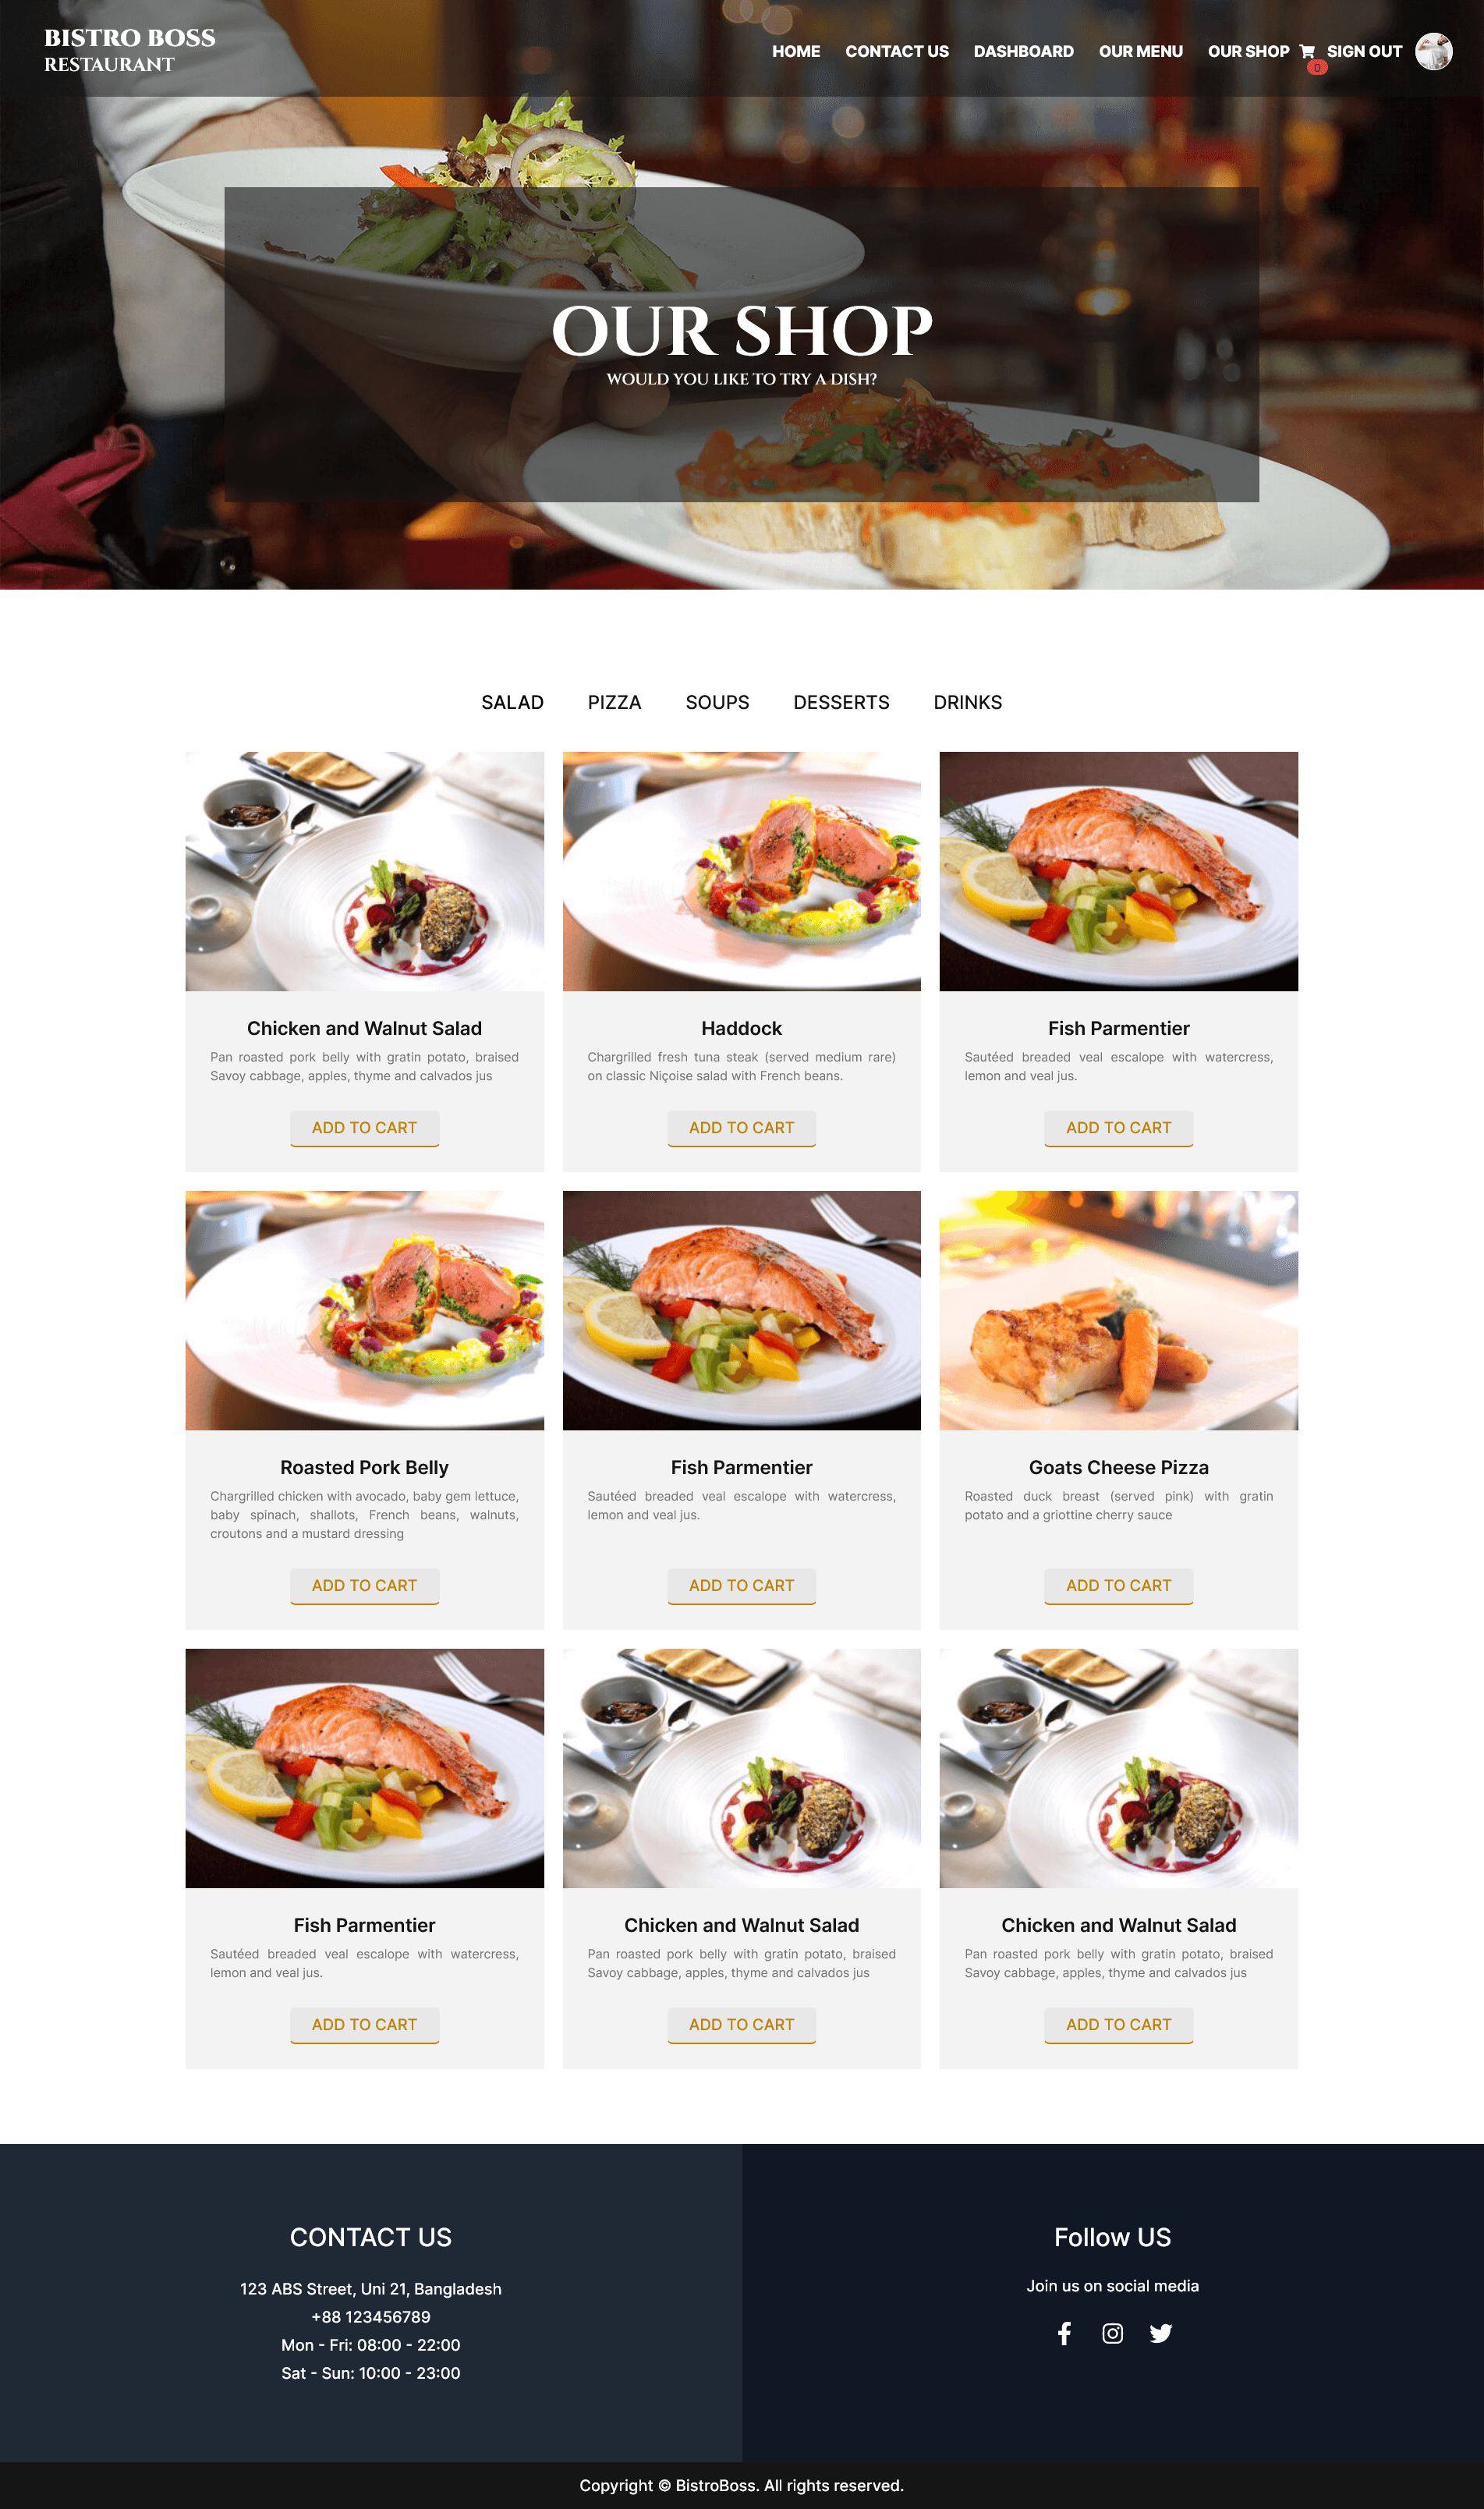 BISTRO BOSS
RESTAURANT
HOME CONTACT US DASHBOARD OUR MENU OUR SHOP 0 SIGN OUT
OUR SHOP
WOULD YOU LIKE TO TRY A DISH?
SALAD PIZZA SOUPS DESSERTS DRINKS
Chicken and Walnut Salad
Pan roasted pork belly with gratin potato, braised
Savoy cabbage, apples, thyme and calvados jus
ADD TO CART
Haddock
Chargrilled fresh tuna steak (served medium rare)
on classic Niçoise salad with French beans.
ADD TO CART
Fish Parmentier
Sautéed breaded veal escalope with watercress,
lemon and veal jus.
ADD TO CART
Roasted Pork Belly
Chargrilled chicken with avocado, baby gem lettuce,
baby spinach, shallots, French beans, walnuts,
croutons and a mustard dressing
ADD TO CART
Fish Parmentier
Sautéed breaded veal escalope with watercress,
lemon and veal jus.
ADD TO CART
Goats Cheese Pizza
Roasted duck breast (served pink) with gratin
potato and a griottine cherry sauce
ADD TO CART
Fish Parmentier
Sautéed breaded veal escalope with watercress,
lemon and veal jus.
ADD TO CART
Chicken and Walnut Salad
Pan roasted pork belly with gratin potato, braised
Savoy cabbage, apples, thyme and calvados jus
ADD TO CART
Chicken and Walnut Salad
Pan roasted pork belly with gratin potato, braised
Savoy cabbage, apples, thyme and calvados jus
ADD TO CART
CONTACT US
123 ABS Street, Uni 21, Bangladesh
+88 123456789
Mon - Fri: 08:00 - 22:00
Sat - Sun: 10:00 - 23:00
Follow US
Join us on social media
Copyright © BistroBoss. All rights reserved.